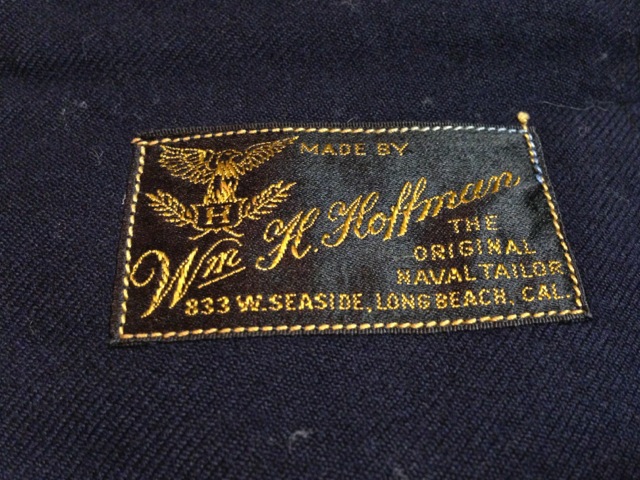 MADE BY
H
Wm H. Hoffman
THE
ORIGINAL
NAVAL TAILOR
833 W. SEASIDE, LONG BEACH, CAL.